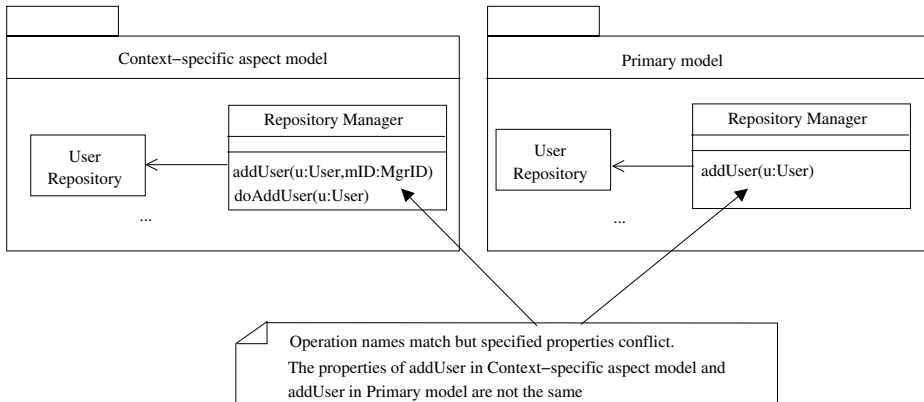 Context−specific aspect model
Repository Manager
User
Repository
addUser(u:User,mID:MgrID)
doAddUser(u:User)
...
Primary model
Repository Manager
User
Repository
addUser(u:User)
...
Operation names match but specified properties conflict.
The properties of addUser in Context−specific aspect model and
addUser in Primary model are not the same